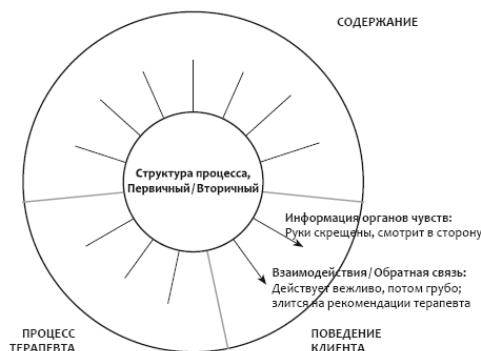 СОДЕРЖАНИЕ
Структура процесса,
Первичный/Вторичный
Информация органов чувств:
Руки скрещены, смотрит в сторону
Взаимодействия/Обратная связь:
Действует вежливо, потом грубо;
злится на рекомендации терапевта
ПРОЦЕСС
ТЕРАПЕВТА
ПОВЕДЕНИЕ
КЛИЕНТА